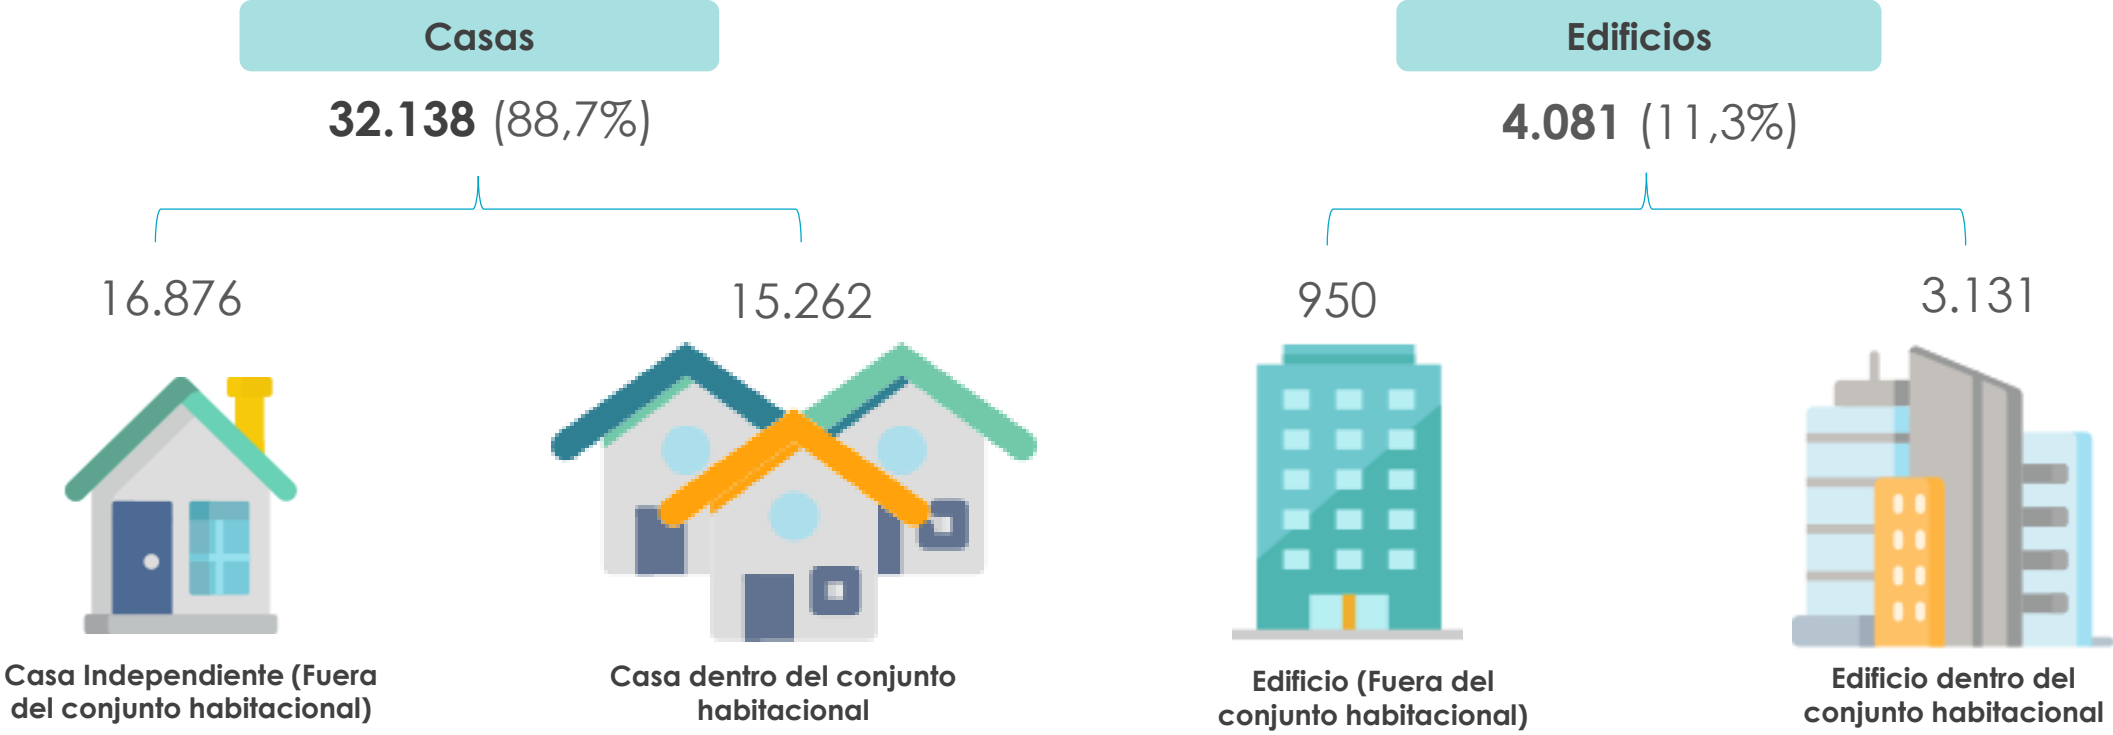 Casas
32.138 (88,7%)
16.876
15.262
Casa Independiente (Fuera
del conjunto habitacional)
Casa dentro del conjunto
habitacional
Edificios
4.081 (11,3%)
950
3.131
Edificio (Fuera del
conjunto habitacional)
Edificio dentro del
conjunto habitacional